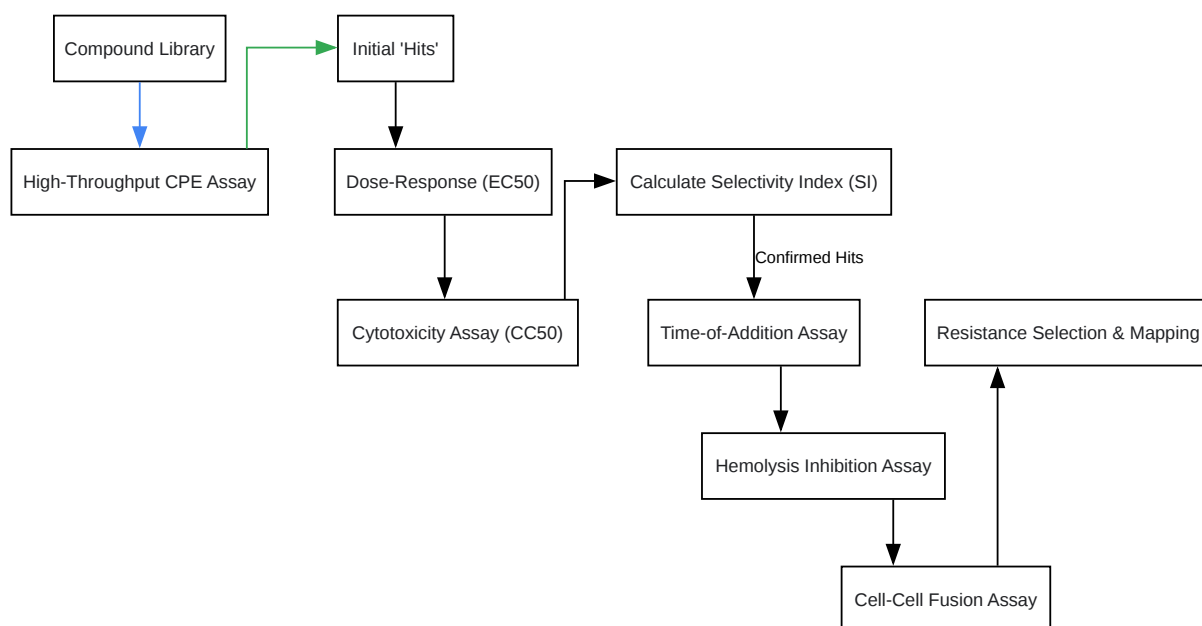 Compound Library
Initial 'Hits'
High-Throughput CPE Assay
Dose-Response (EC50)
Calculate Selectivity Index (SI)
Confirmed Hits
Cytotoxicity Assay (CC50)
Time-of-Addition Assay
Resistance Selection & Mapping
Hemolysis Inhibition Assay
Cell-Cell Fusion Assay